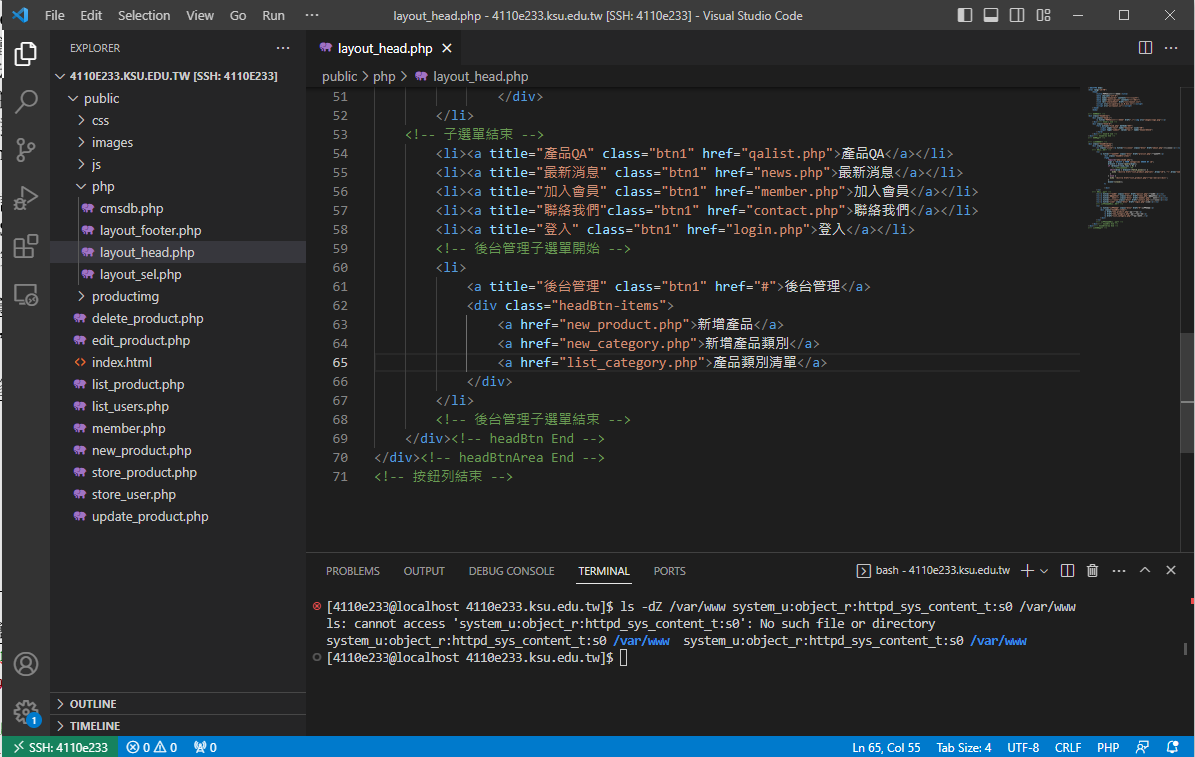 File Edit Selection View Go Run ··· layout_head.php - 4110e233.ksu.edu.tw [SSH: 4110e233] - Visual Studio Code
EXPLORER ···
4110E233.KSU.EDU.TW [SSH: 4110E233]
public
css
images
js
php
cmsdb.php
layout_footer.php
layout_head.php
layout_sel.php
productimg
delete_product.php
edit_product.php
index.html
list_product.php
list_users.php
member.php
new_product.php
store_product.php
store_user.php
update_product.php
OUTLINE
TIMELINE
layout_head.php
public > php > layout_head.php
51 </div>
52 </li>
53 <!-- 子選單結束 -->
54 <li><a title="產品QA" class="btn1" href="qalist.php">產品QA</a></li>
55 <li><a title="最新消息" class="btn1" href="news.php">最新消息</a></li>
56 <li><a title="加入會員" class="btn1" href="member.php">加入會員</a></li>
57 <li><a title="聯絡我們"class="btn1" href="contact.php">聯絡我們</a></li>
58 <li><a title="登入" class="btn1" href="login.php">登入</a></li>
59 <!-- 後台管理子選單開始 -->
60 <li>
61 <a title="後台管理" class="btn1" href="#">後台管理</a>
62 <div class="headBtn-items">
63 <a href="new_product.php">新增產品</a>
64 <a href="new_category.php">新增產品類別</a>
65 <a href="list_category.php">產品類別清單</a>
66 </div>
67 </li>
68 <!-- 後台管理子選單結束 -->
69 </div><!-- headBtn End -->
70 </div><!-- headBtnArea End -->
71 <!-- 按鈕列結束 -->
PROBLEMS OUTPUT DEBUG CONSOLE TERMINAL PORTS bash - 4110e233.ksu.edu.tw
[4110e233@localhost 4110e233.ksu.edu.tw]$ ls -dZ /var/www system_u:object_r:httpd_sys_content_t:s0 /var/www
ls: cannot access 'system_u:object_r:httpd_sys_content_t:s0': No such file or directory
system_u:object_r:httpd_sys_content_t:s0 /var/www  system_u:object_r:httpd_sys_content_t:s0 /var/www
[4110e233@localhost 4110e233.ksu.edu.tw]$
1
SSH: 4110e233 0 0 0 Ln 65, Col 55 Tab Size: 4 UTF-8 CRLF PHP